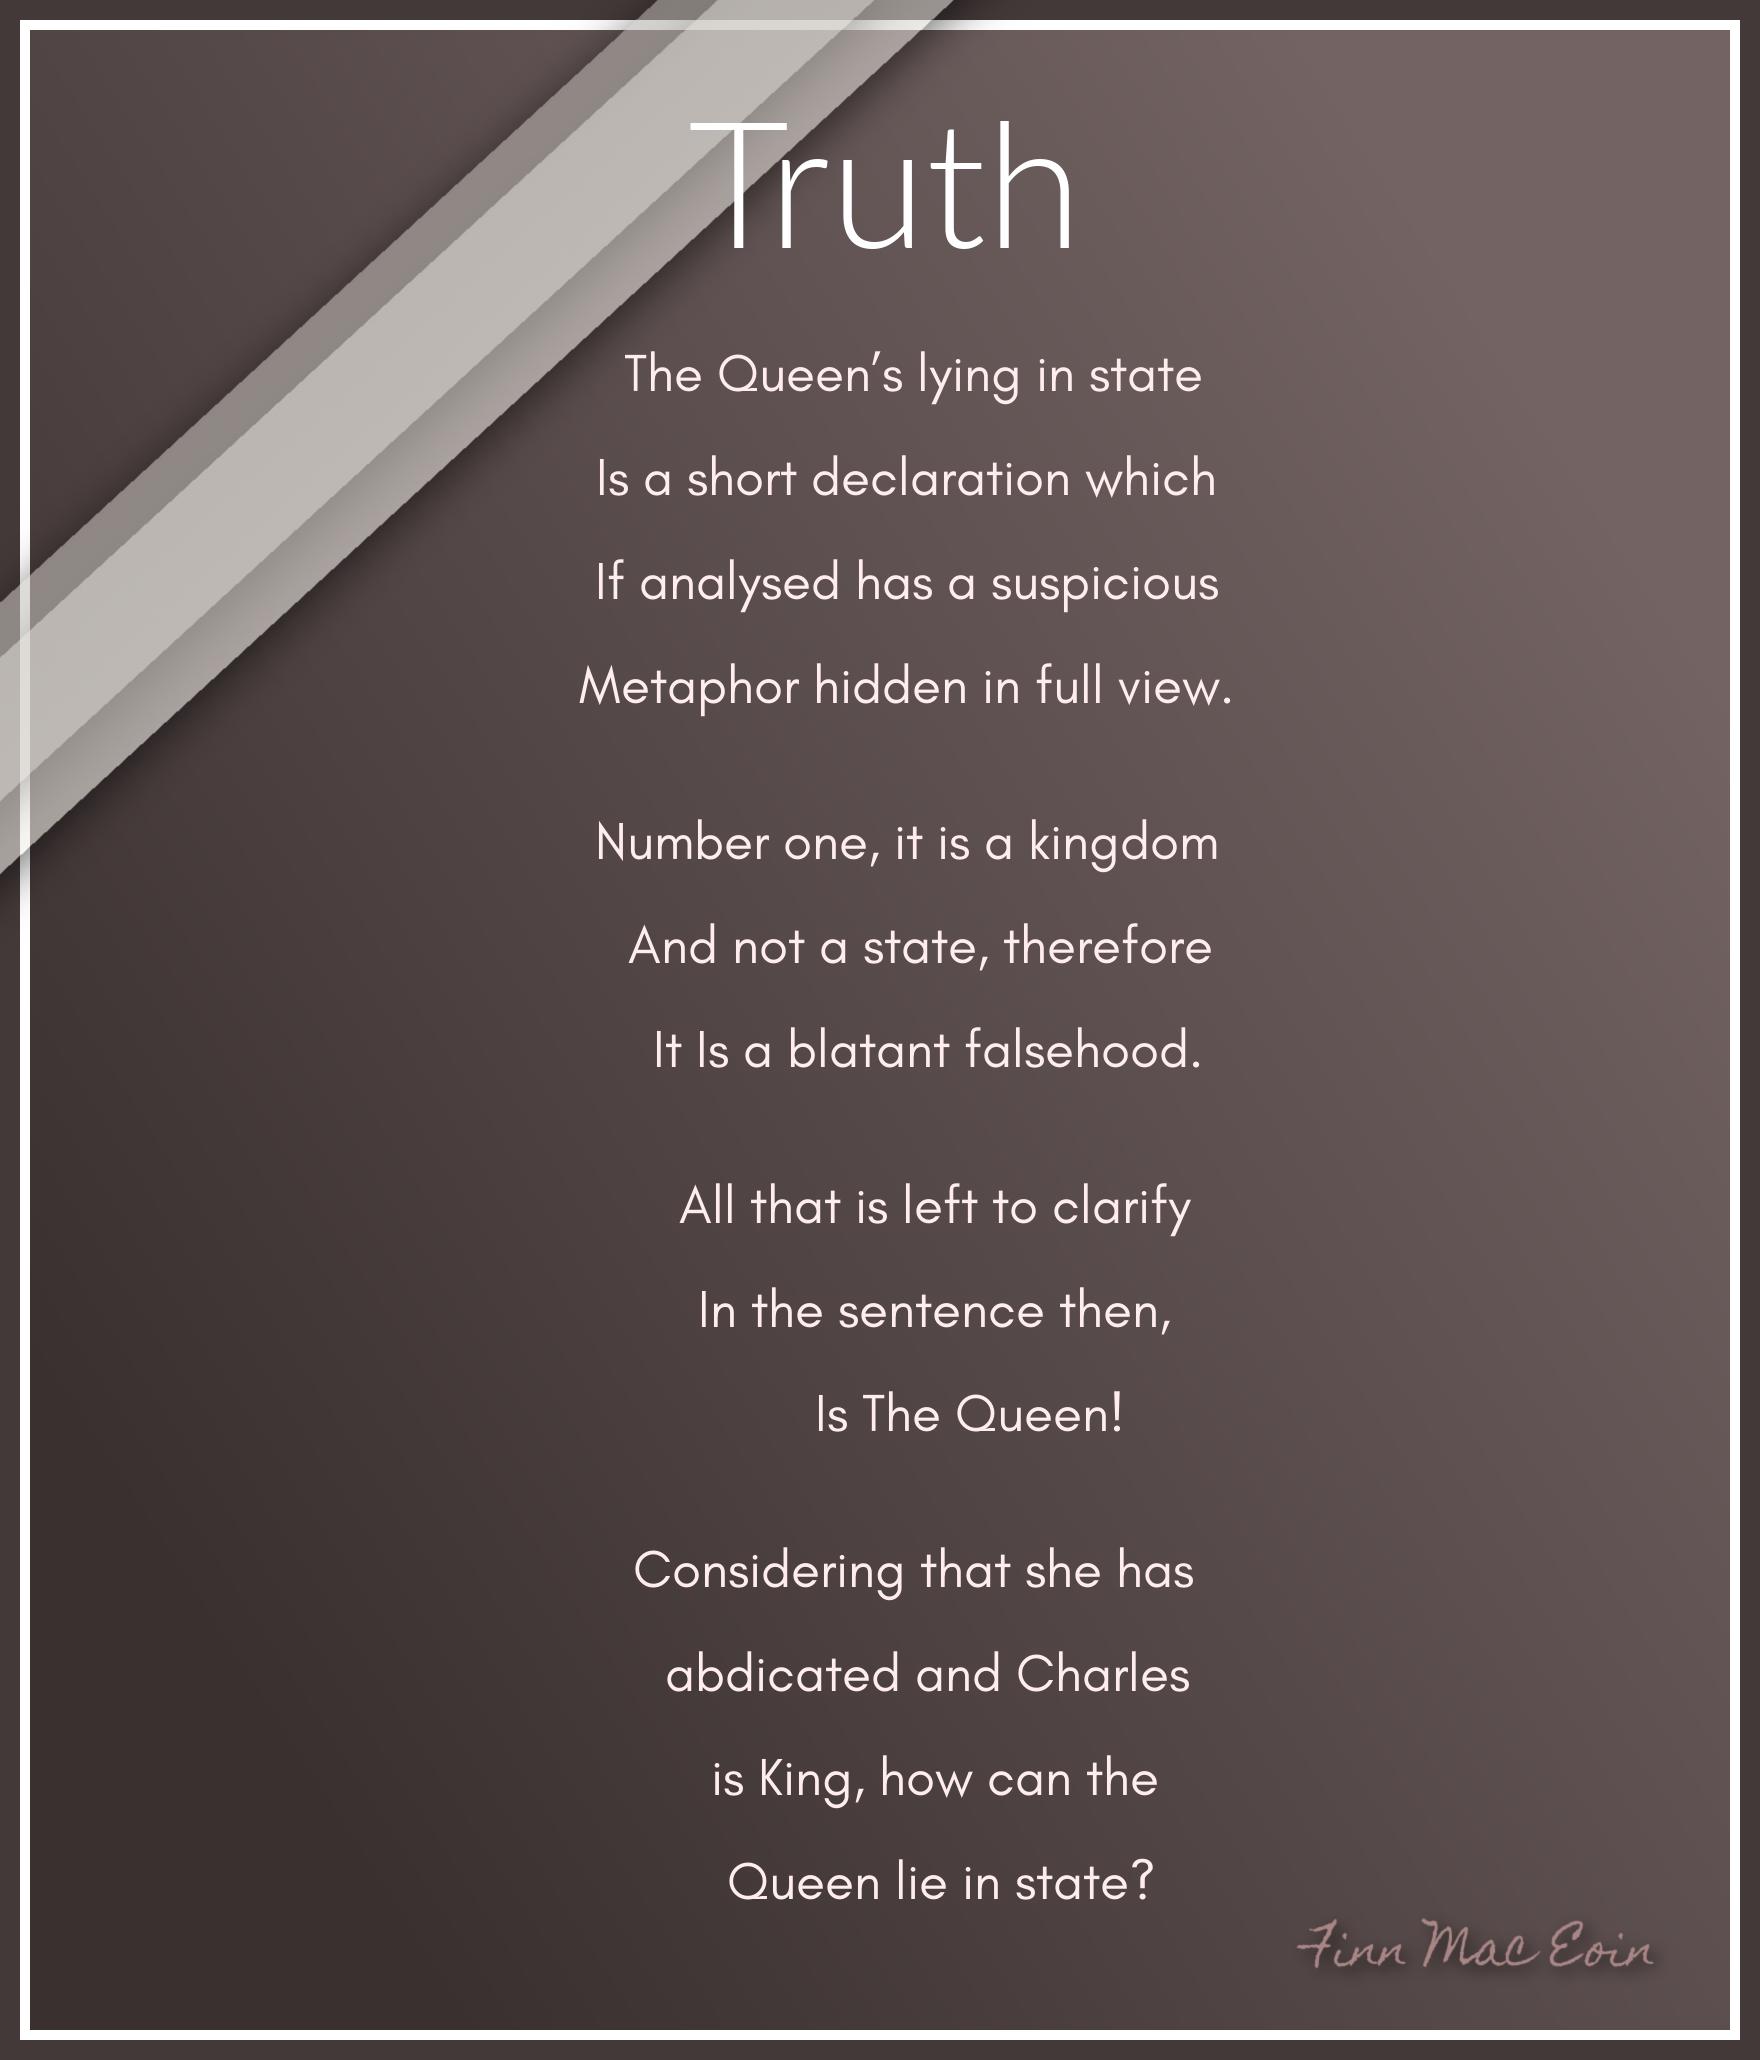 Truth
The Queen’s lying in state
Is a short declaration which
If analysed has a suspicious
Metaphor hidden in full view.
Number one, it is a kingdom
And not a state, therefore
It Is a blatant falsehood.
All that is left to clarify
In the sentence then,
Is The Queen!
Considering that she has
abdicated and Charles
is King, how can the
Queen lie in state?
Finn Mac Eoin